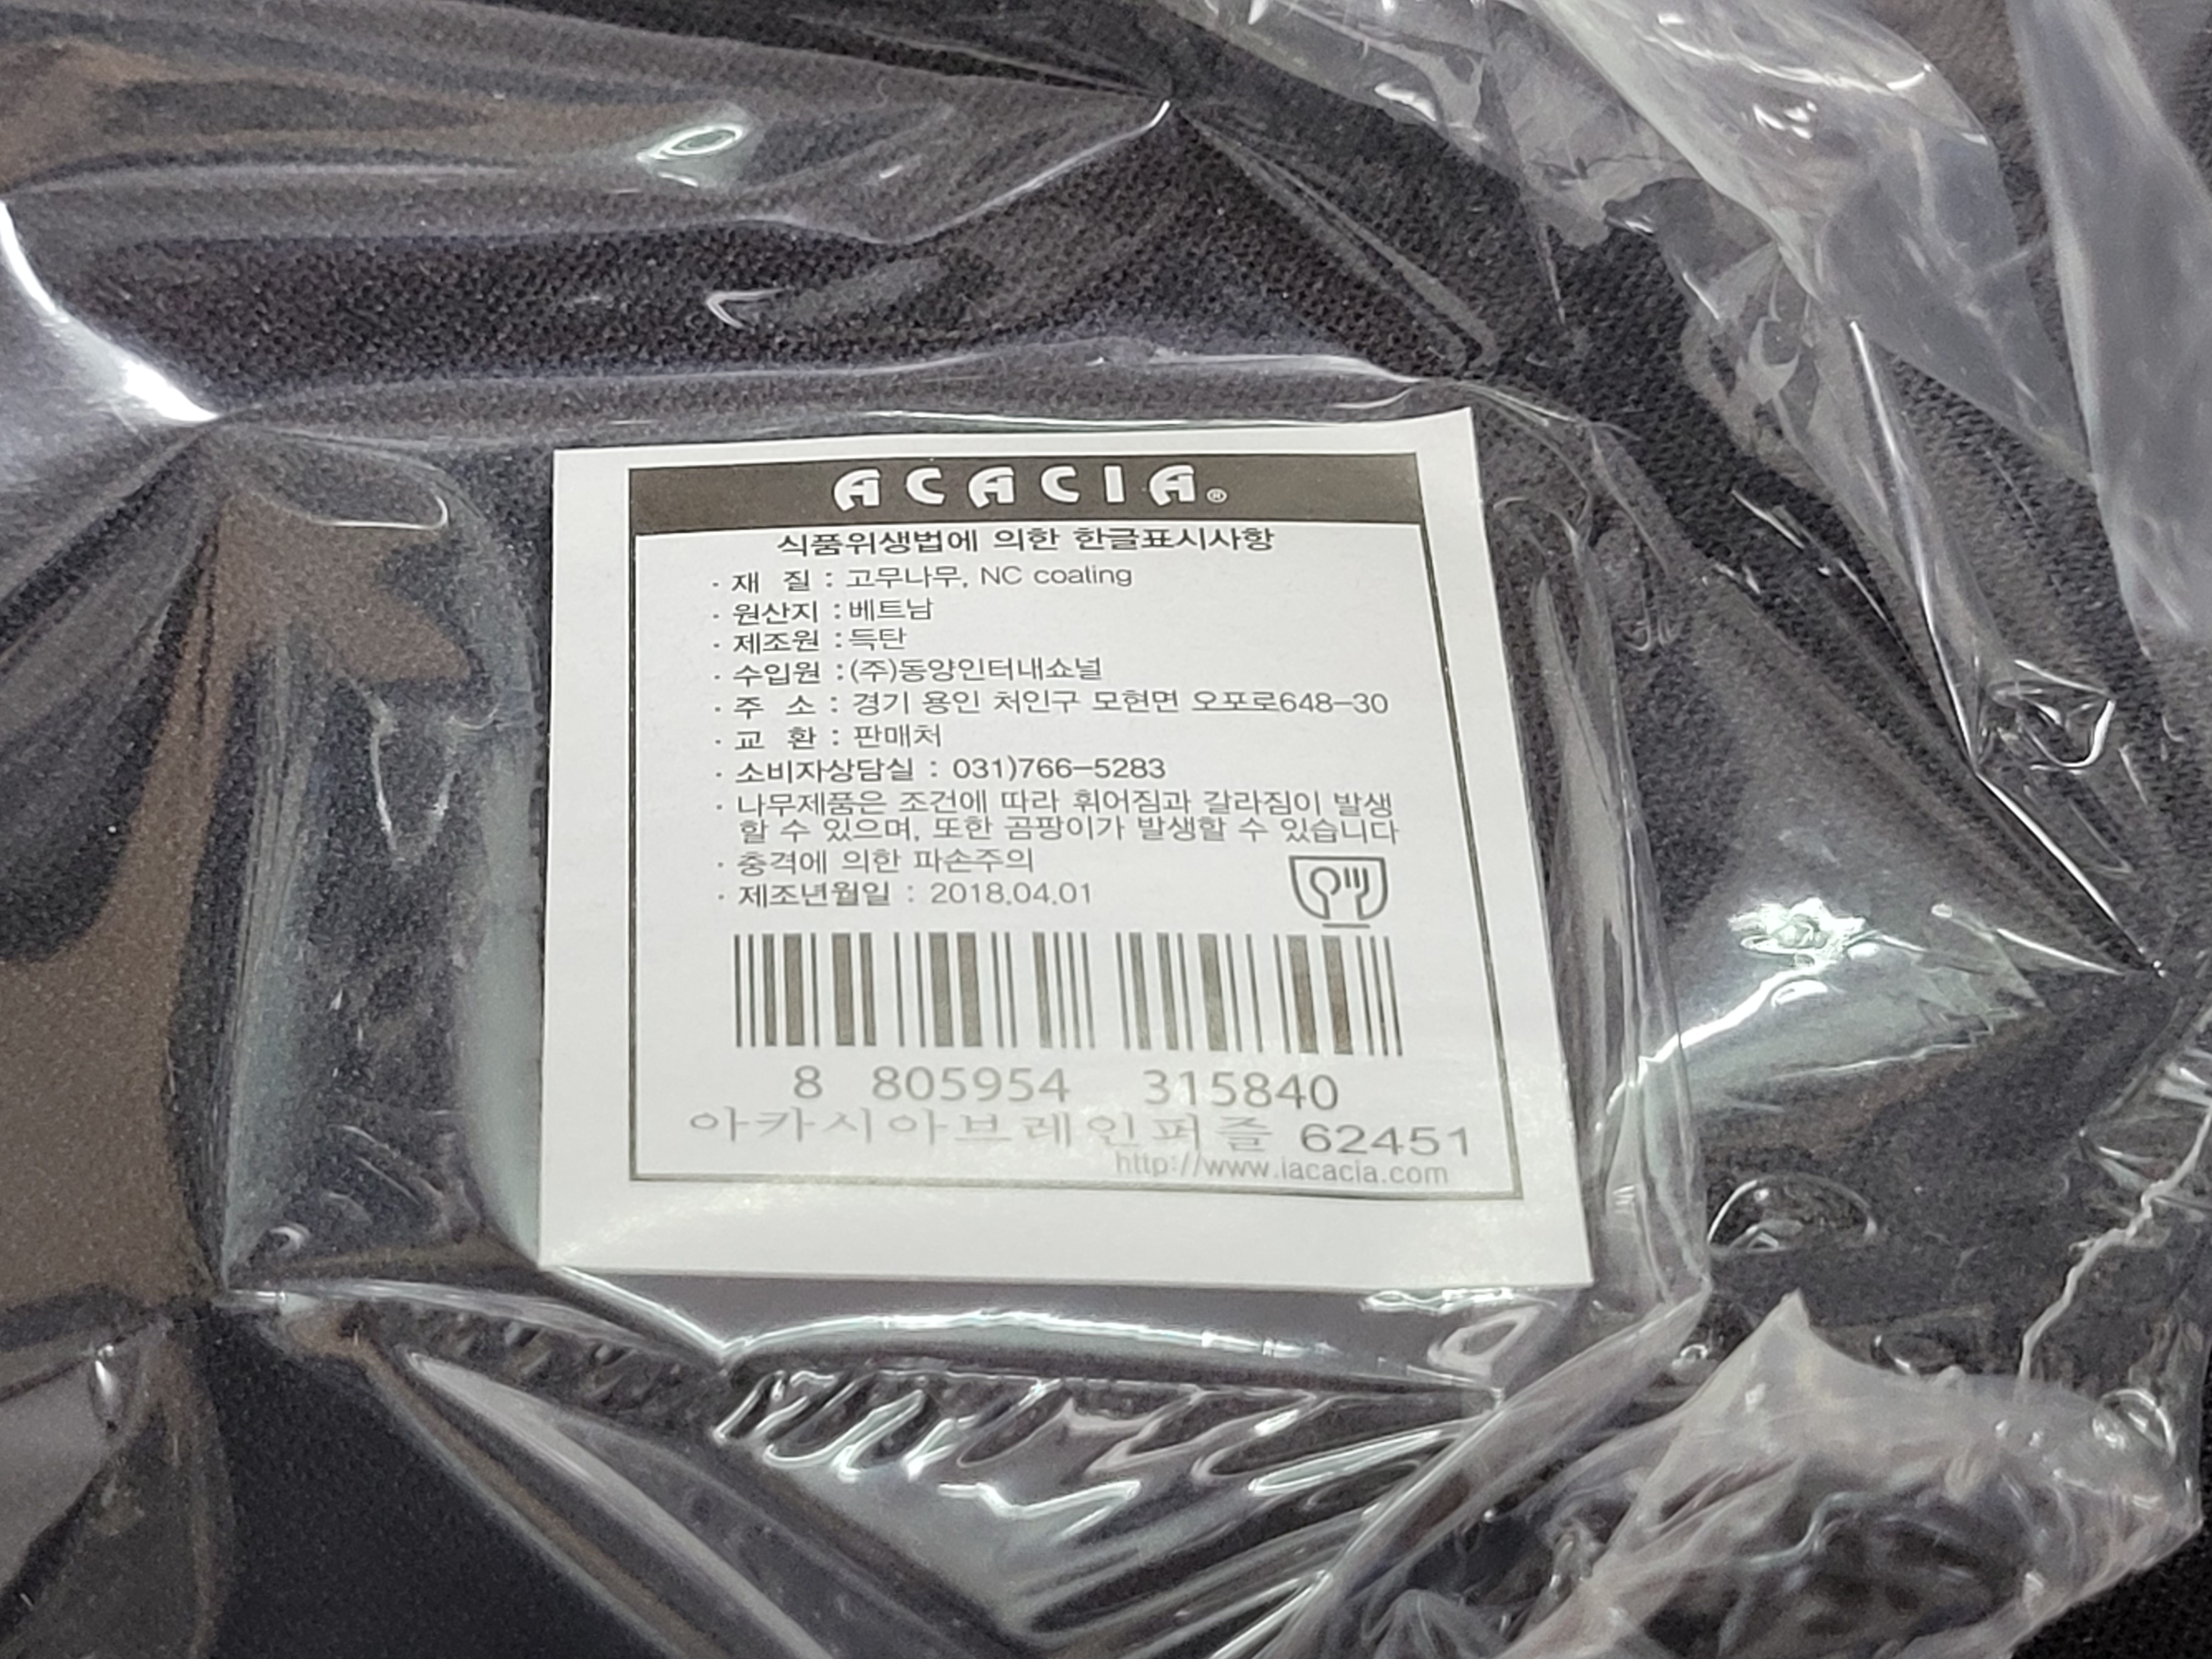 ACACIA®
식품위생법에 의한 한글표시사항
· 재 질 : 고무나무, NC coating
· 원산지 : 베트남
· 제조원 : 득탄
· 수입원 : (주)동양인터내쇼널
· 주 소 : 경기 용인 처인구 모현면 오포로648-30
· 교 환 : 판매처
· 소비자상담실 : 031)766-5283
· 나무제품은 조건에 따라 휘어짐과 갈라짐이 발생
할 수 있으며, 또한 곰팡이가 발생할 수 있습니다
· 충격에 의한 파손주의
· 제조년월일 : 2018.04.01
8 805954 315840
아카시아브레인퍼즐 62451
http://www.iacacia.com